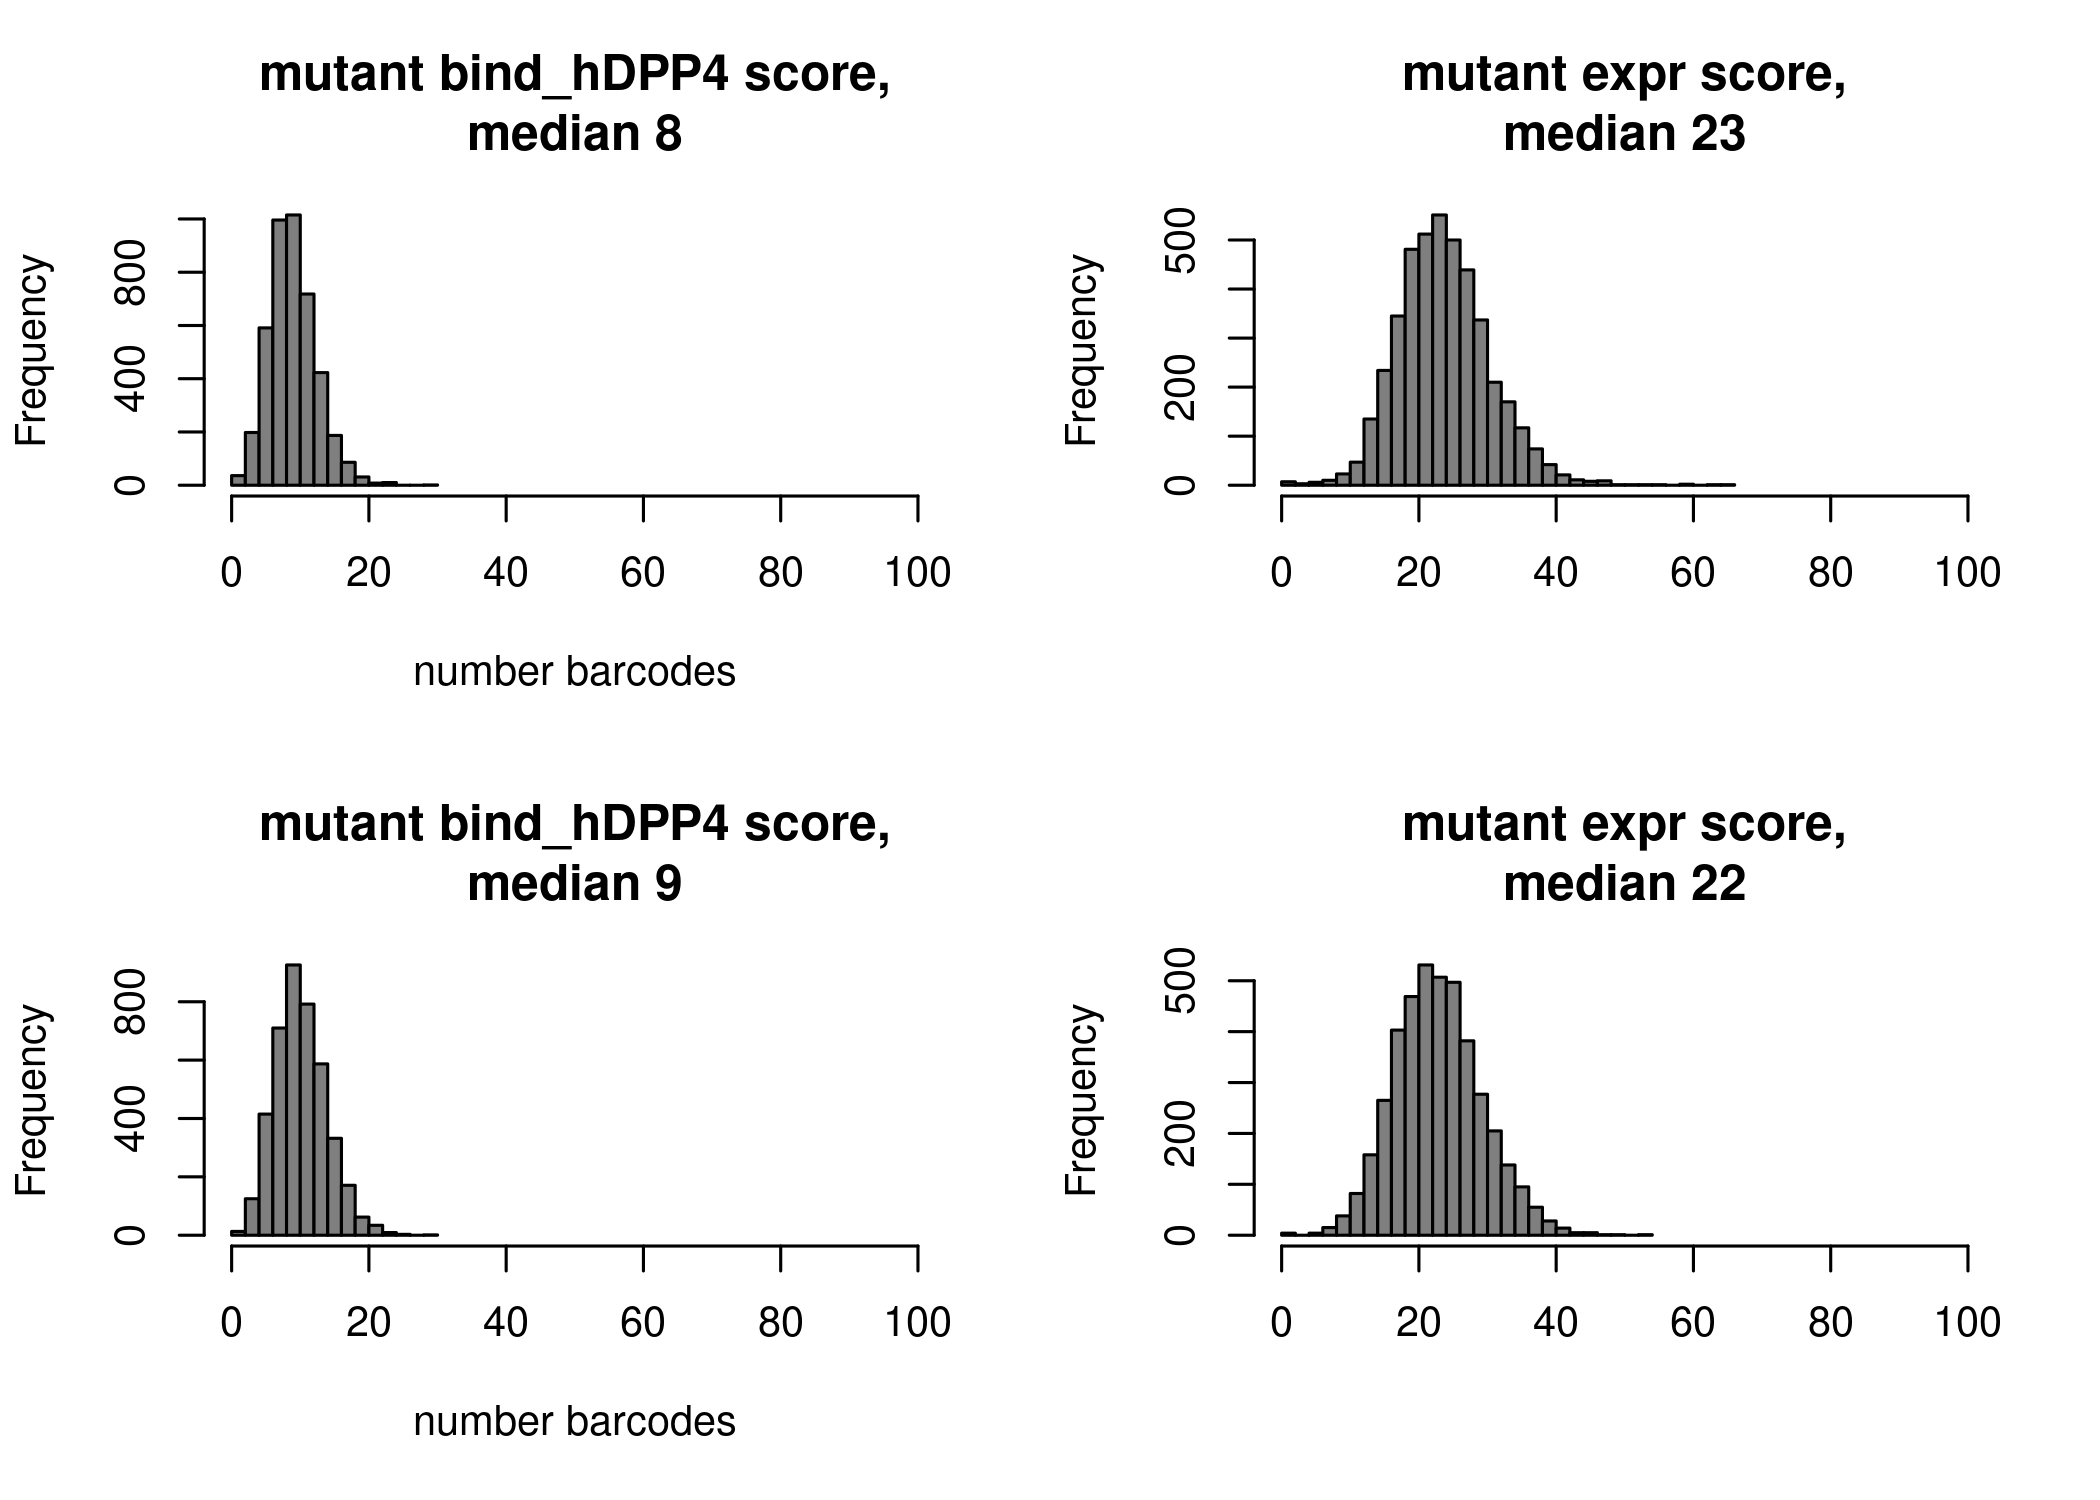 mutant bind_hDPP4 score,
median 8
Frequency
0 400 800
0 20 40 60 80 100
number barcodes
mutant expr score,
median 23
Frequency
0 200 500
0 20 40 60 80 100
mutant bind_hDPP4 score,
median 9
Frequency
0 400 800
0 20 40 60 80 100
number barcodes
mutant expr score,
median 22
Frequency
0 200 500
0 20 40 60 80 100